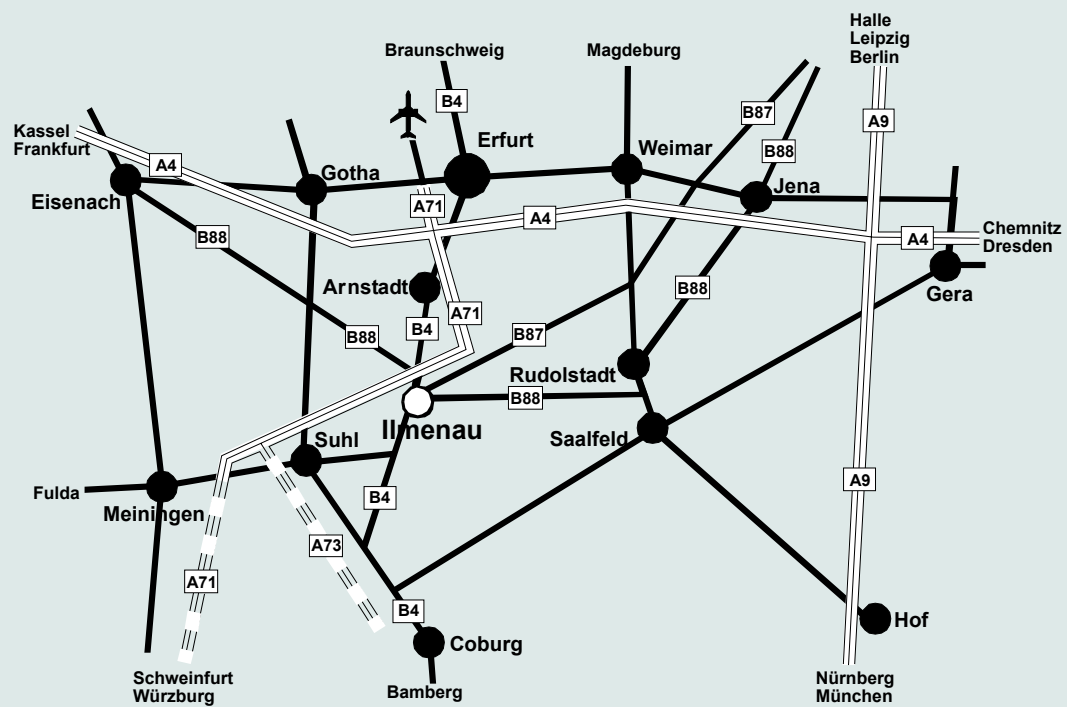 Halle
Leipzig
Berlin
Braunschweig
Magdeburg
B4
B87
A9
Kassel
Frankfurt
A4
Erfurt
Weimar
B88
Gotha
Jena
Eisenach
A71
A4
B88
A4
Chemnitz
Dresden
Arnstadt
B88
Gera
A71
B4
B88
B87
Rudolstadt
B88
Ilmenau
Suhl
Saalfeld
A9
Fulda
Meiningen
B4
A73
A71
B4
Hof
Coburg
Schweinfurt
Würzburg
Bamberg
Nürnberg
München